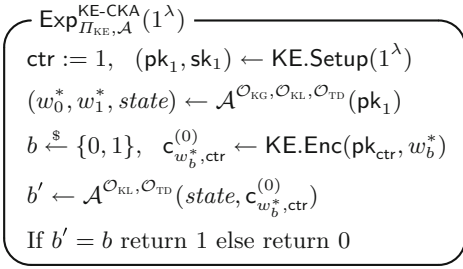 Exp^{KE-CKA}_{Π_{KE},𝒜}(1^λ)
ctr := 1, (pk_1, sk_1) ← KE.Setup(1^λ)
(w_0^*, w_1^*, state) ← 𝒜^{𝒪_{KG},𝒪_{KL},𝒪_{TD}}(pk_1)
b ←^{$} {0, 1}, c^{(0)}_{w_b^*,ctr} ← KE.Enc(pk_{ctr}, w_b^*)
b′ ← 𝒜^{𝒪_{KL},𝒪_{TD}}(state, c^{(0)}_{w_b^*,ctr})
If b′ = b return 1 else return 0